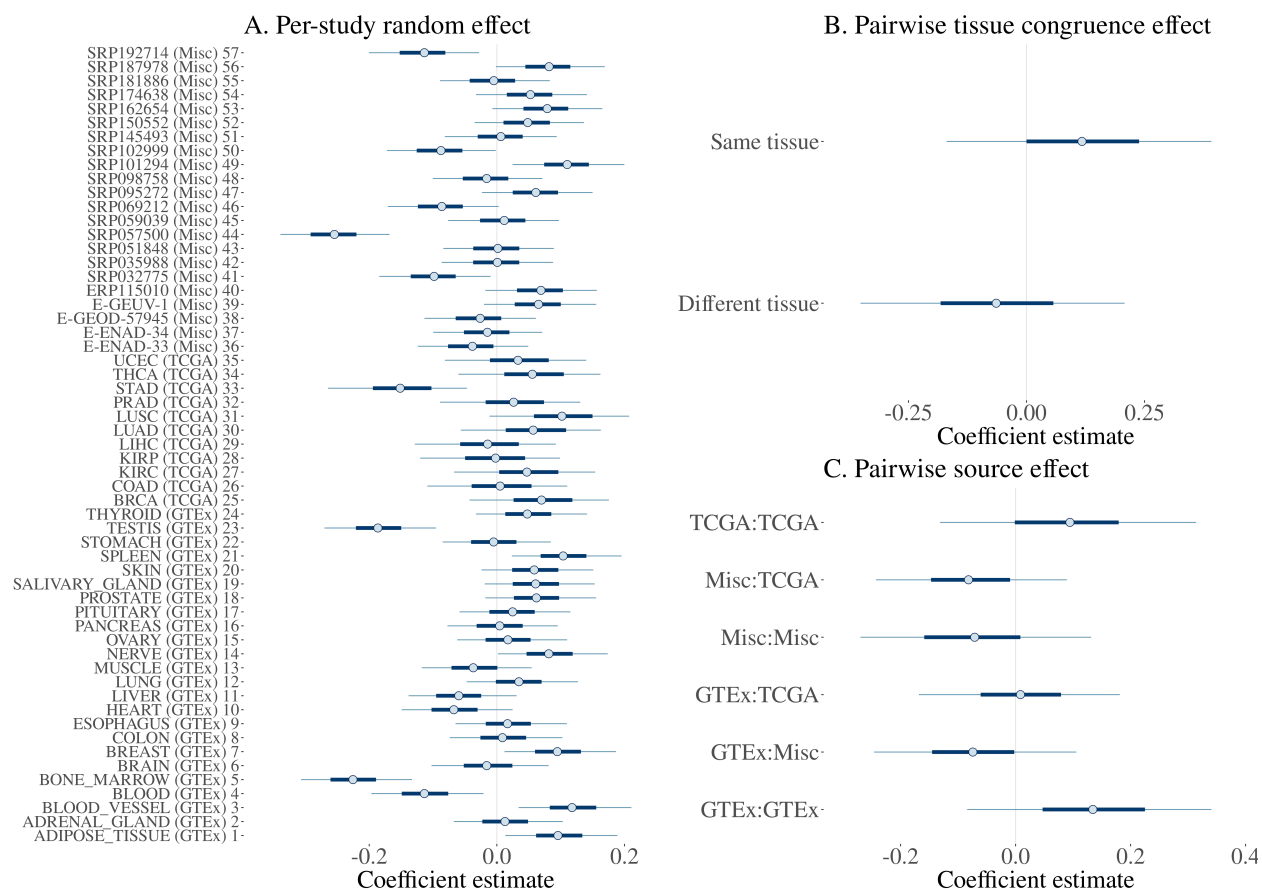 A. Per-study random effect
SRP192714 (Misc) 57
SRP187978 (Misc) 56
SRP181886 (Misc) 55
SRP174638 (Misc) 54
SRP162654 (Misc) 53
SRP150552 (Misc) 52
SRP145493 (Misc) 51
SRP102999 (Misc) 50
SRP101294 (Misc) 49
SRP098758 (Misc) 48
SRP095272 (Misc) 47
SRP069212 (Misc) 46
SRP059039 (Misc) 45
SRP057500 (Misc) 44
SRP051848 (Misc) 43
SRP035988 (Misc) 42
SRP032775 (Misc) 41
ERP115010 (Misc) 40
E-GEUV-1 (Misc) 39
E-GEOD-57945 (Misc) 38
E-ENAD-34 (Misc) 37
E-ENAD-33 (Misc) 36
UCEC (TCGA) 35
THCA (TCGA) 34
STAD (TCGA) 33
PRAD (TCGA) 32
LUSC (TCGA) 31
LUAD (TCGA) 30
LIHC (TCGA) 29
KIRP (TCGA) 28
KIRC (TCGA) 27
COAD (TCGA) 26
BRCA (TCGA) 25
THYROID (GTEx) 24
TESTIS (GTEx) 23
STOMACH (GTEx) 22
SPLEEN (GTEx) 21
SKIN (GTEx) 20
SALIVARY_GLAND (GTEx) 19
PROSTATE (GTEx) 18
PITUITARY (GTEx) 17
PANCREAS (GTEx) 16
OVARY (GTEx) 15
NERVE (GTEx) 14
MUSCLE (GTEx) 13
LUNG (GTEx) 12
LIVER (GTEx) 11
HEART (GTEx) 10
ESOPHAGUS (GTEx) 9
COLON (GTEx) 8
BREAST (GTEx) 7
BRAIN (GTEx) 6
BONE_MARROW (GTEx) 5
BLOOD (GTEx) 4
BLOOD_VESSEL (GTEx) 3
ADRENAL_GLAND (GTEx) 2
ADIPOSE_TISSUE (GTEx) 1
-0.2 0.0 0.2
Coefficient estimate
B. Pairwise tissue congruence effect
Same tissue
Different tissue
-0.25 0.00 0.25
Coefficient estimate
C. Pairwise source effect
TCGA:TCGA
Misc:TCGA
Misc:Misc
GTEx:TCGA
GTEx:Misc
GTEx:GTEx
-0.2 0.0 0.2 0.4
Coefficient estimate